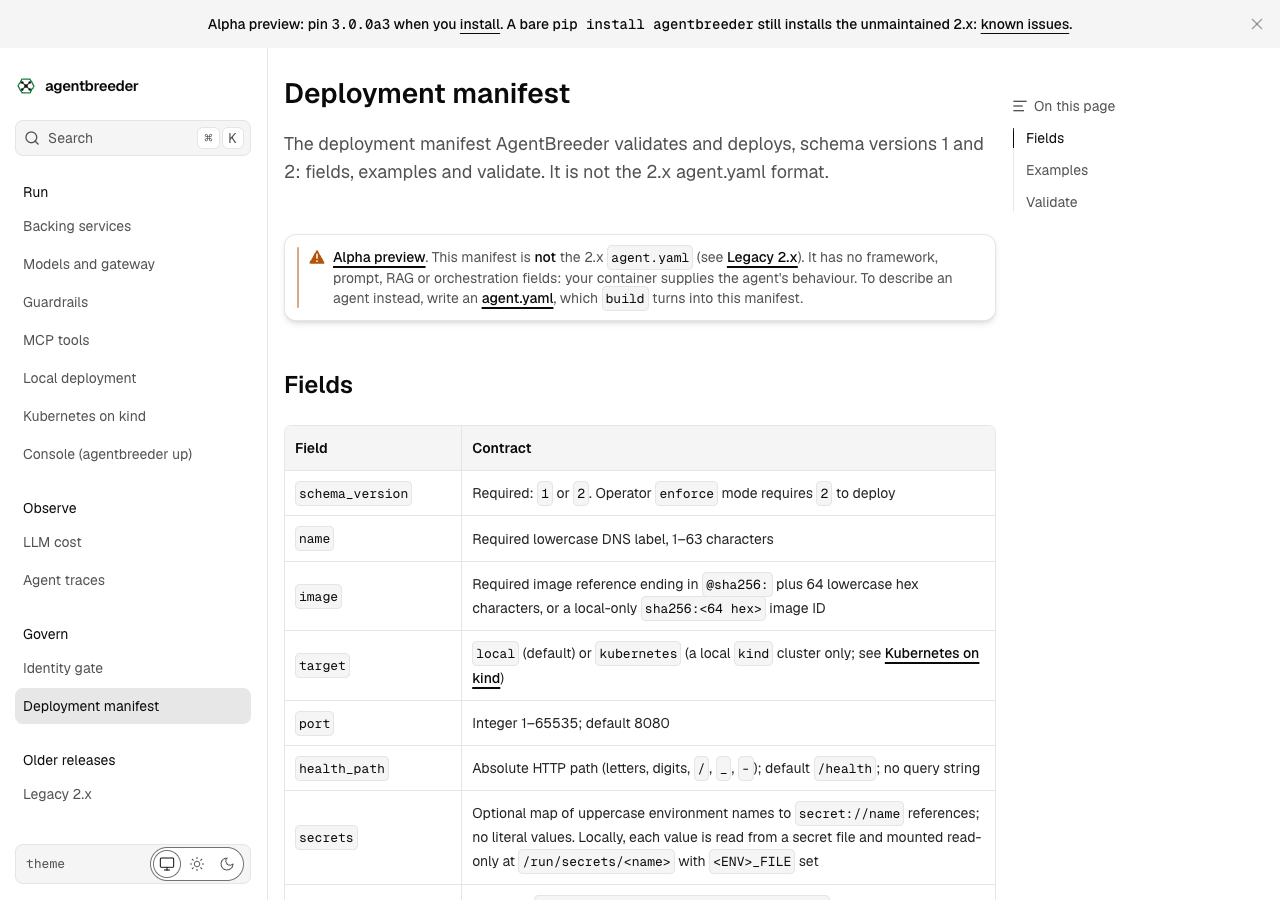 Alpha preview: pin 3.0.0a3 when you install. A bare pip install agentbreeder still installs the unmaintained 2.x: known issues.
agentbreeder
Search ⌘ K
Run
Backing services
Models and gateway
Guardrails
MCP tools
Local deployment
Kubernetes on kind
Console (agentbreeder up)
Observe
LLM cost
Agent traces
Govern
Identity gate
Deployment manifest
Older releases
Legacy 2.x
theme
Deployment manifest
The deployment manifest AgentBreeder validates and deploys, schema versions 1 and
2: fields, examples and validate. It is not the 2.x agent.yaml format.
Alpha preview. This manifest is not the 2.x agent.yaml (see Legacy 2.x). It has no framework,
prompt, RAG or orchestration fields: your container supplies the agent's behaviour. To describe an
agent instead, write an agent.yaml, which build turns into this manifest.
Fields
Field Contract
schema_version Required: 1 or 2. Operator enforce mode requires 2 to deploy
name Required lowercase DNS label, 1–63 characters
image Required image reference ending in @sha256: plus 64 lowercase hex
characters, or a local-only sha256:<64 hex> image ID
target local (default) or kubernetes (a local kind cluster only; see Kubernetes on
kind)
port Integer 1–65535; default 8080
health_path Absolute HTTP path (letters, digits, /, _, -); default /health; no query string
secrets Optional map of uppercase environment names to secret://name references;
no literal values. Locally, each value is read from a secret file and mounted read-
only at /run/secrets/<name> with <ENV>_FILE set
On this page
Fields
Examples
Validate